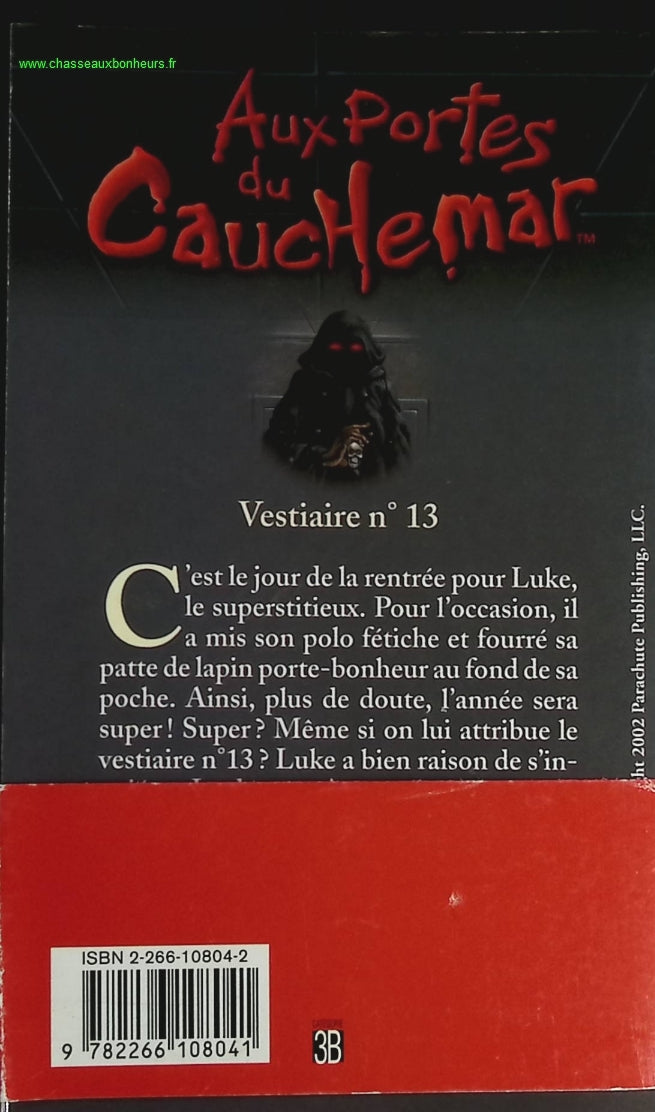 www.chasseauxbonheurs.fr
Aux Portes
du
Cauchemar™
Vestiaire n° 13
C'est le jour de la rentrée pour Luke,
le superstitieux. Pour l'occasion, il
a mis son polo fétiche et fourré sa
patte de lapin porte-bonheur au fond de sa
poche. Ainsi, plus de doute, l'année sera
super ! Super ? Même si on lui attribue le
vestiaire n°13 ? Luke a bien raison de s'in-
2002 Parachute Publishing, LLC.
ISBN 2-266-10804-2
9 782266 108041
3B